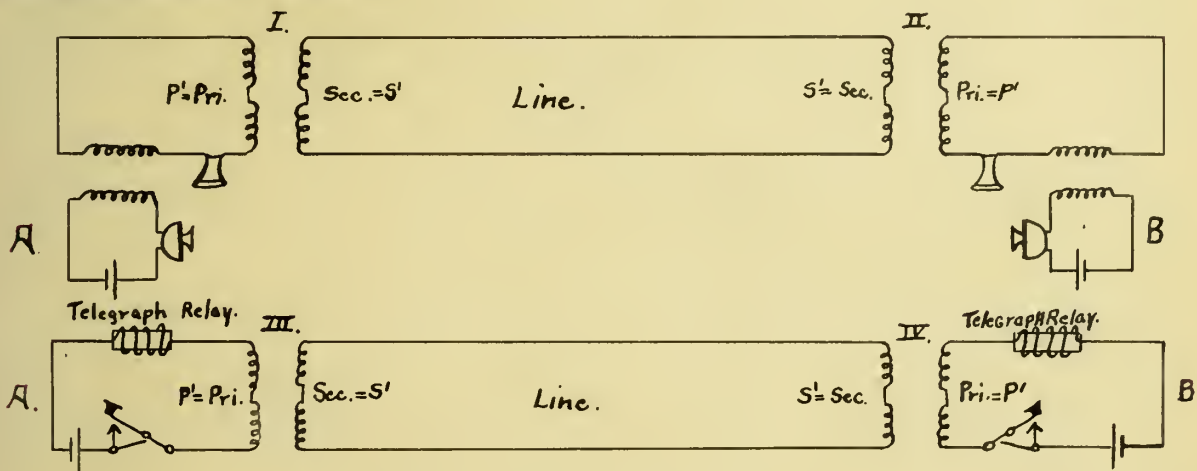 I. II.
P'=Pri. Sec.=S' Line. S'=Sec. Pri.=P'
A. B
Telegraph Relay. III. IV. Telegraph Relay.
A. P'=Pri. Sec.=S' Line. S'=Sec. Pri.=P' B